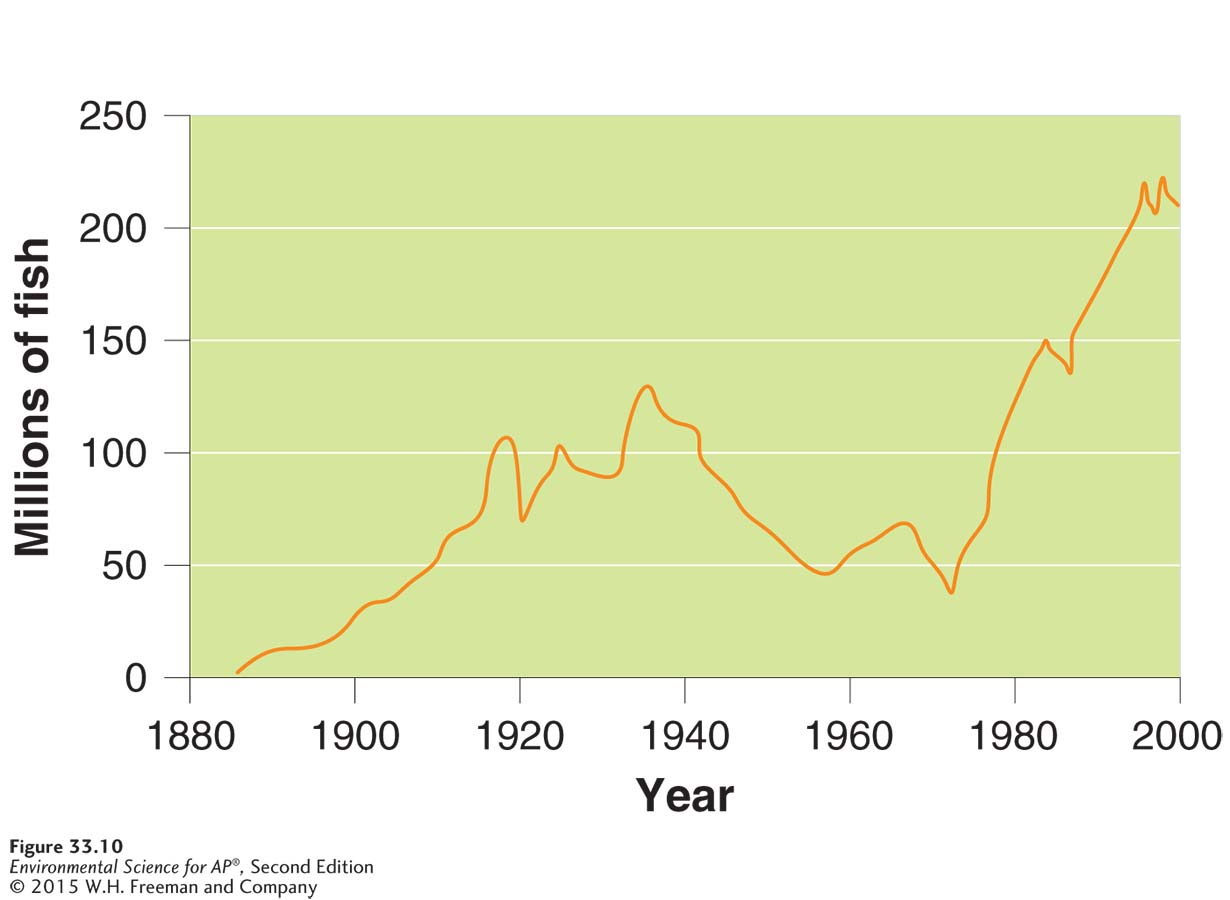 250
200
150
100
50
0
Millions of fish
1880 1900 1920 1940 1960 1980 2000
Year
Figure 33.10
Environmental Science for AP®, Second Edition
© 2015 W.H. Freeman and Company